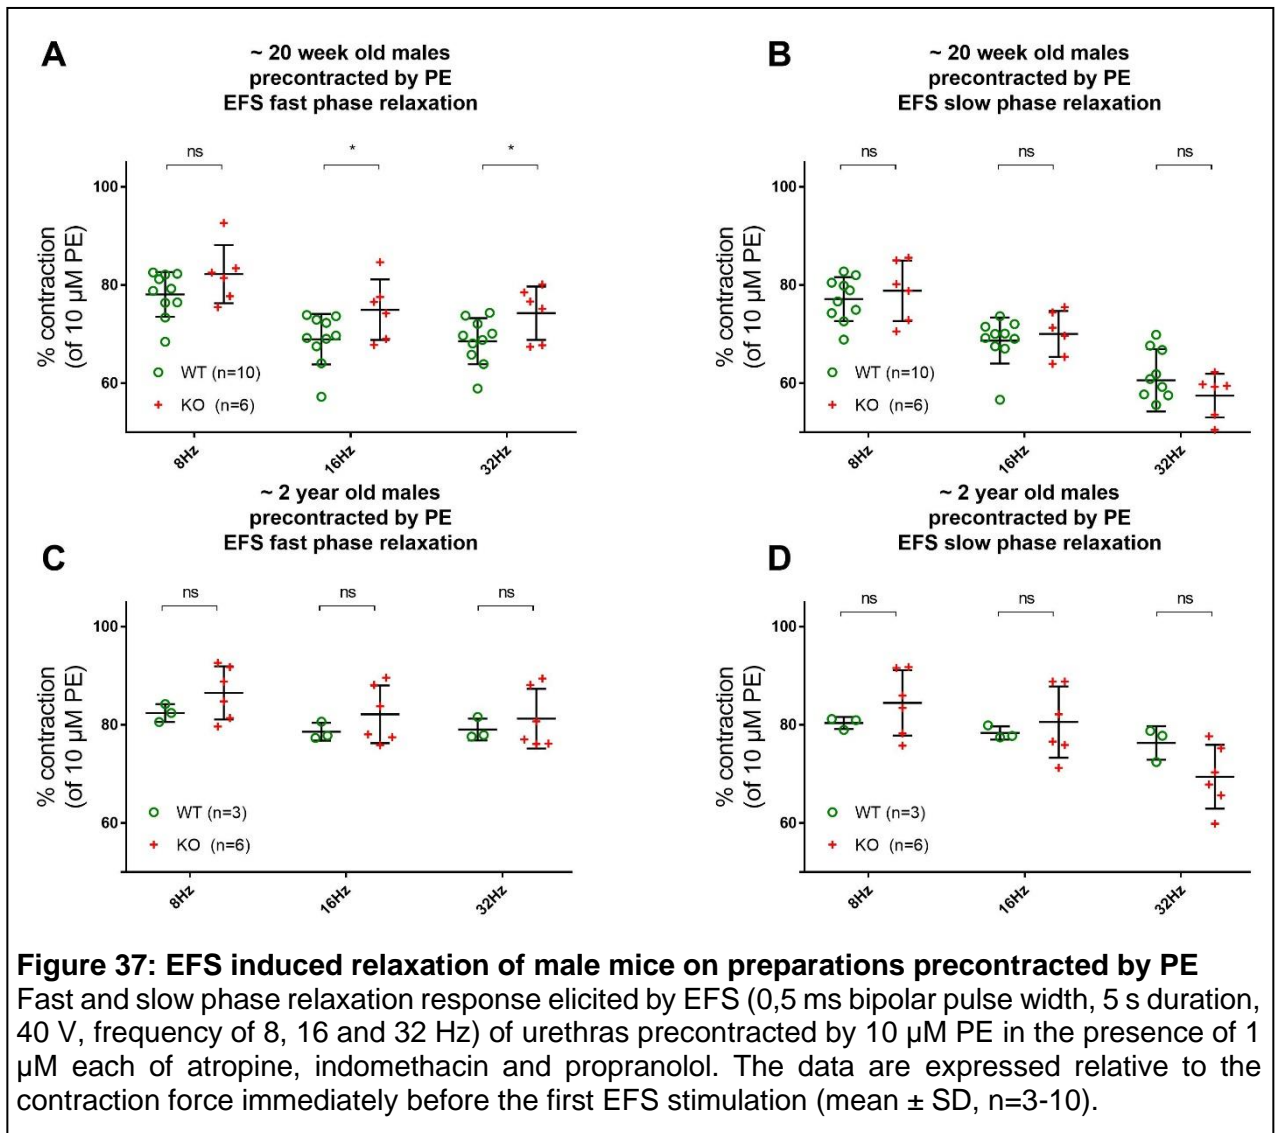 A
~ 20 week old males
precontracted by PE
EFS fast phase relaxation
ns
*
*
100
80
60
% contraction
(of 10 µM PE)
WT (n=10)
KO (n=6)
8Hz
16Hz
32Hz
B
~ 20 week old males
precontracted by PE
EFS slow phase relaxation
ns
ns
ns
100
80
60
% contraction
(of 10 µM PE)
WT (n=10)
KO (n=6)
8Hz
16Hz
32Hz
C
~ 2 year old males
precontracted by PE
EFS fast phase relaxation
ns
ns
ns
100
80
60
% contraction
(of 10 µM PE)
WT (n=3)
KO (n=6)
8Hz
16Hz
32Hz
D
~ 2 year old males
precontracted by PE
EFS slow phase relaxation
ns
ns
ns
100
80
60
% contraction
(of 10 µM PE)
WT (n=3)
KO (n=6)
8Hz
16Hz
32Hz
Figure 37: EFS induced relaxation of male mice on preparations precontracted by PE
Fast and slow phase relaxation response elicited by EFS (0,5 ms bipolar pulse width, 5 s duration,
40 V, frequency of 8, 16 and 32 Hz) of urethras precontracted by 10 µM PE in the presence of 1
µM each of atropine, indomethacin and propranolol. The data are expressed relative to the
contraction force immediately before the first EFS stimulation (mean ± SD, n=3-10).